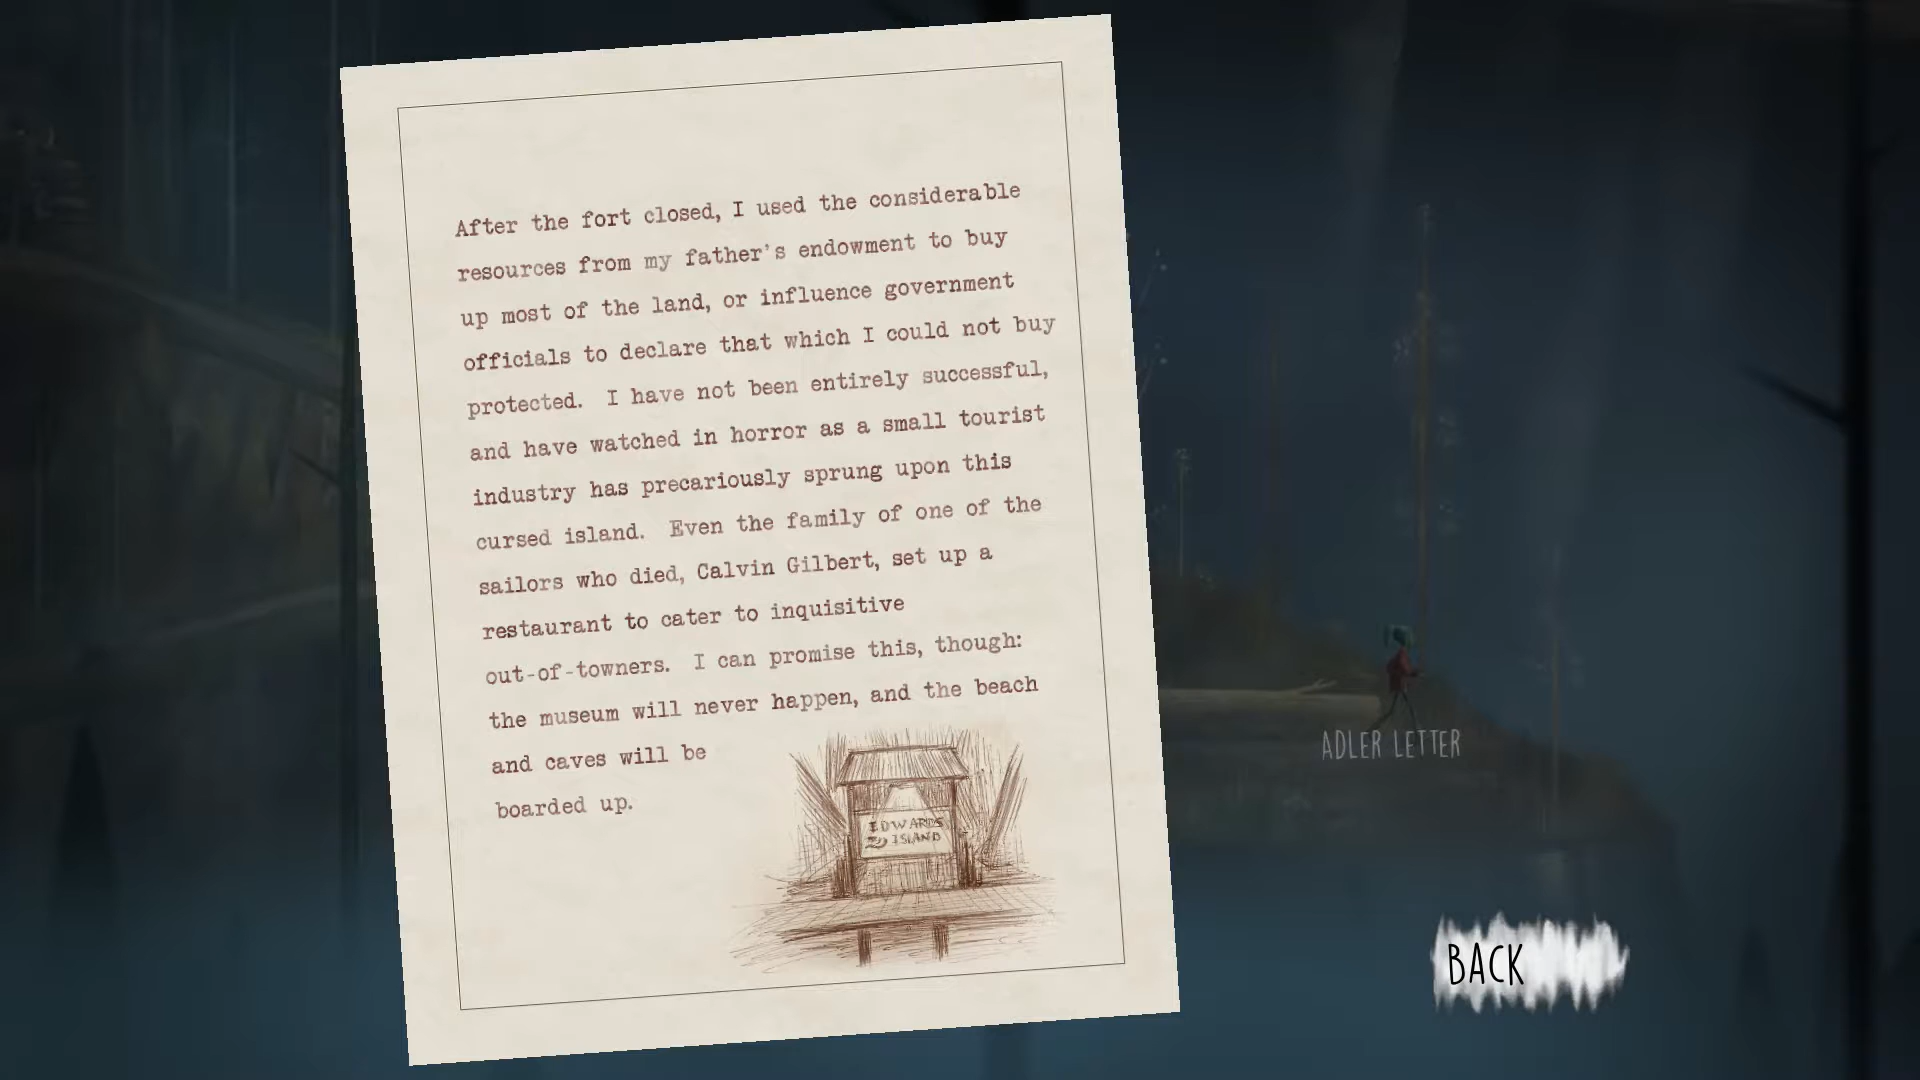 After the fort closed, I used the considerable
resources from my father's endowment to buy
up most of the land, or influence government
officials to declare that which I could not buy
protected. I have not been entirely successful,
and have watched in horror as a small tourist
industry has precariously sprung upon this
cursed island. Even the family of one of the
sailors who died, Calvin Gilbert, set up a
restaurant to cater to inquisitive
out-of-towners. I can promise this, though:
the museum will never happen, and the beach
and caves will be
boarded up.
EDWARDS
ISLAND
ADLER LETTER
BACK